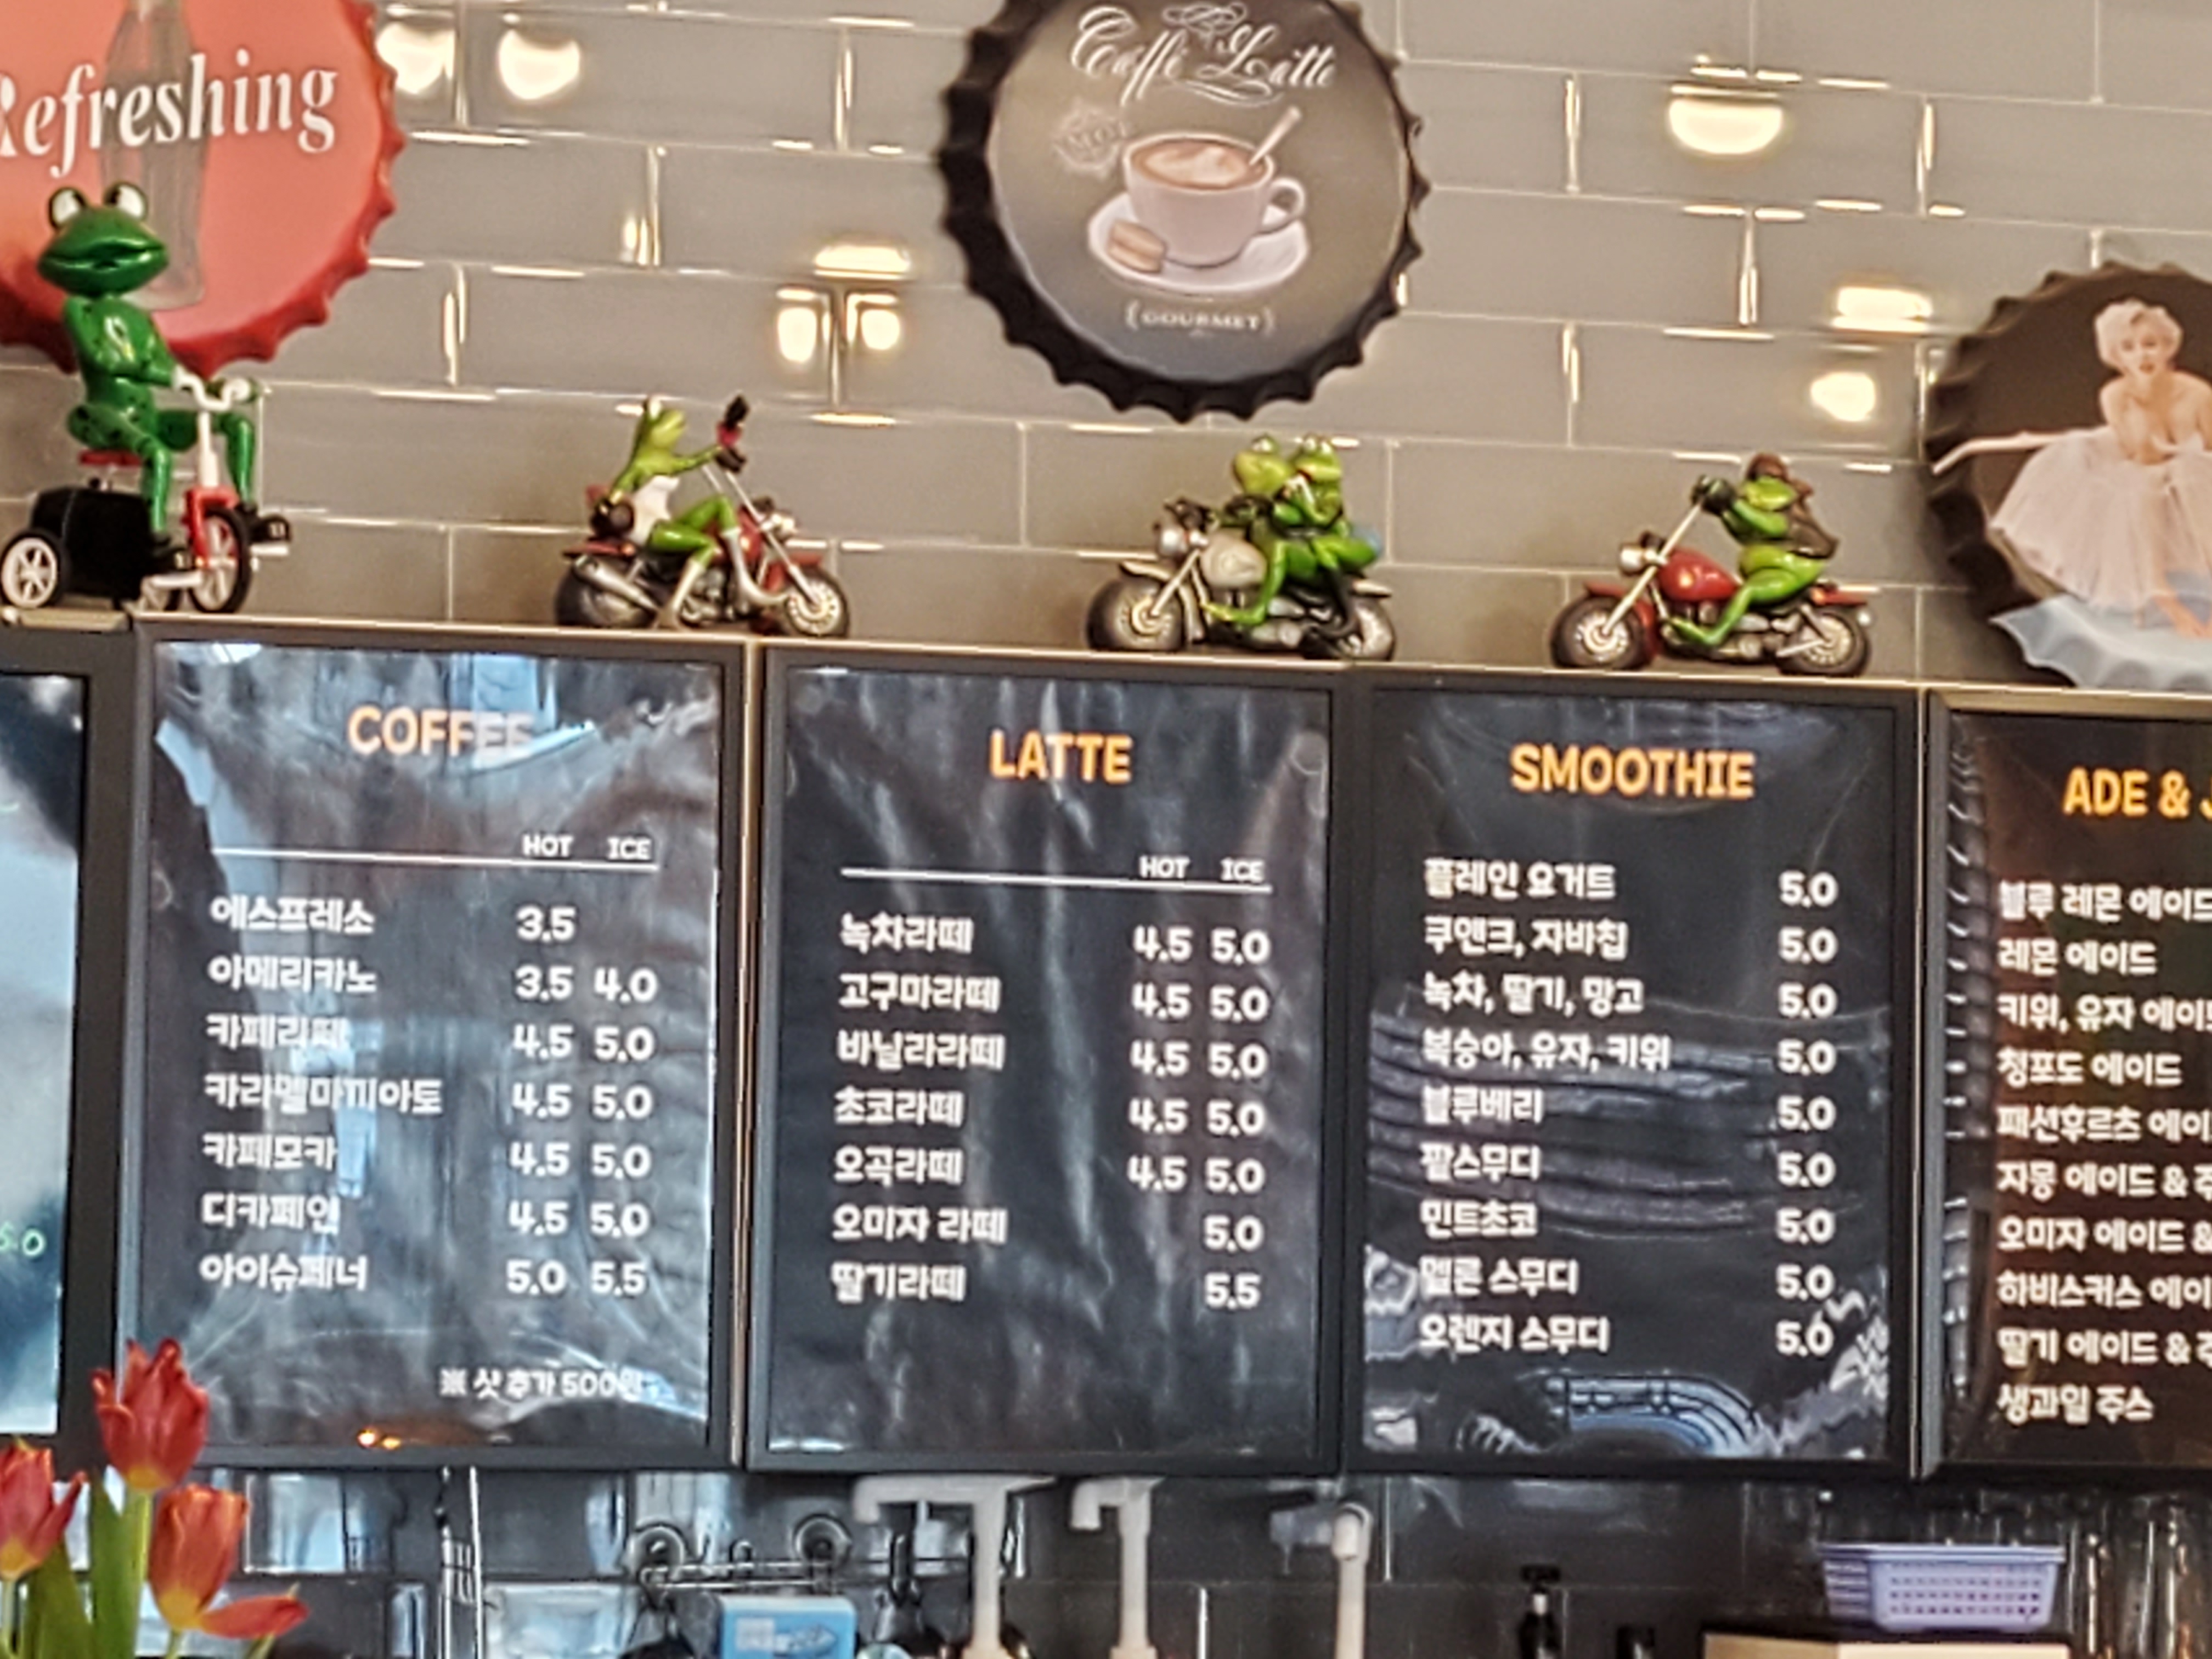 Refreshing
Caffé Latte
HOT
{GOURMET}
COFFEE
HOT ICE
에스프레소 3.5
아메리카노 3.5 4.0
카페라떼 4.5 5.0
카라멜마끼아토 4.5 5.0
카페모카 4.5 5.0
디카페인 4.5 5.0
아이슈페너 5.0 5.5
※ 샷 추가 500원
5.0
LATTE
HOT ICE
녹차라떼 4.5 5.0
고구마라떼 4.5 5.0
바닐라라떼 4.5 5.0
초코라떼 4.5 5.0
오곡라떼 4.5 5.0
오미자 라떼 5.0
딸기라떼 5.5
SMOOTHIE
플레인 요거트 5.0
쿠앤크, 자바칩 5.0
녹차, 딸기, 망고 5.0
복숭아, 유자, 키위 5.0
블루베리 5.0
팥스무디 5.0
민트초코 5.0
멜론 스무디 5.0
오렌지 스무디 5.0
ADE &
블루 레몬 에이드
레몬 에이드
키위, 유자 에이드
청포도 에이드
패션후르츠 에이
자몽 에이드 &
오미자 에이드 &
하비스커스 에이
딸기 에이드 &
생과일 주스